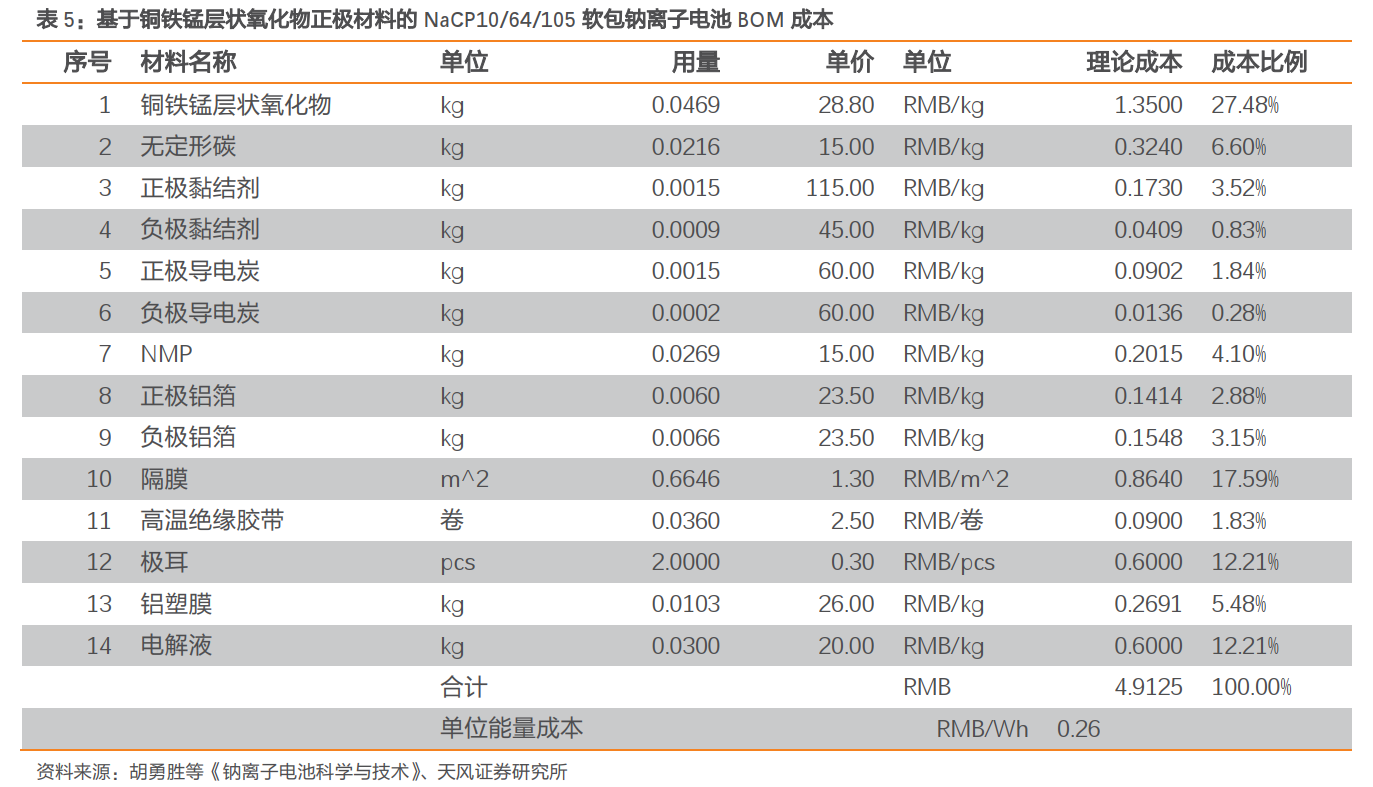 表 5：基于铜铁锰层状氧化物正极材料的 NaCP10/64/105 软包钠离子电池 BOM 成本
序号 材料名称 单位 用量 单价 单位 理论成本 成本比例
1 铜铁锰层状氧化物 kg 0.0469 28.80 RMB/kg 1.3500 27.48%
2 无定形碳 kg 0.0216 15.00 RMB/kg 0.3240 6.60%
3 正极黏结剂 kg 0.0015 115.00 RMB/kg 0.1730 3.52%
4 负极黏结剂 kg 0.0009 45.00 RMB/kg 0.0409 0.83%
5 正极导电炭 kg 0.0015 60.00 RMB/kg 0.0902 1.84%
6 负极导电炭 kg 0.0002 60.00 RMB/kg 0.0136 0.28%
7 NMP kg 0.0269 15.00 RMB/kg 0.2015 4.10%
8 正极铝箔 kg 0.0060 23.50 RMB/kg 0.1414 2.88%
9 负极铝箔 kg 0.0066 23.50 RMB/kg 0.1548 3.15%
10 隔膜 m^2 0.6646 1.30 RMB/m^2 0.8640 17.59%
11 高温绝缘胶带 卷 0.0360 2.50 RMB/卷 0.0900 1.83%
12 极耳 pcs 2.0000 0.30 RMB/pcs 0.6000 12.21%
13 铝塑膜 kg 0.0103 26.00 RMB/kg 0.2691 5.48%
14 电解液 kg 0.0300 20.00 RMB/kg 0.6000 12.21%
合计 RMB 4.9125 100.00%
单位能量成本 RMB/Wh 0.26
资料来源：胡勇胜等《钠离子电池科学与技术》、天风证券研究所